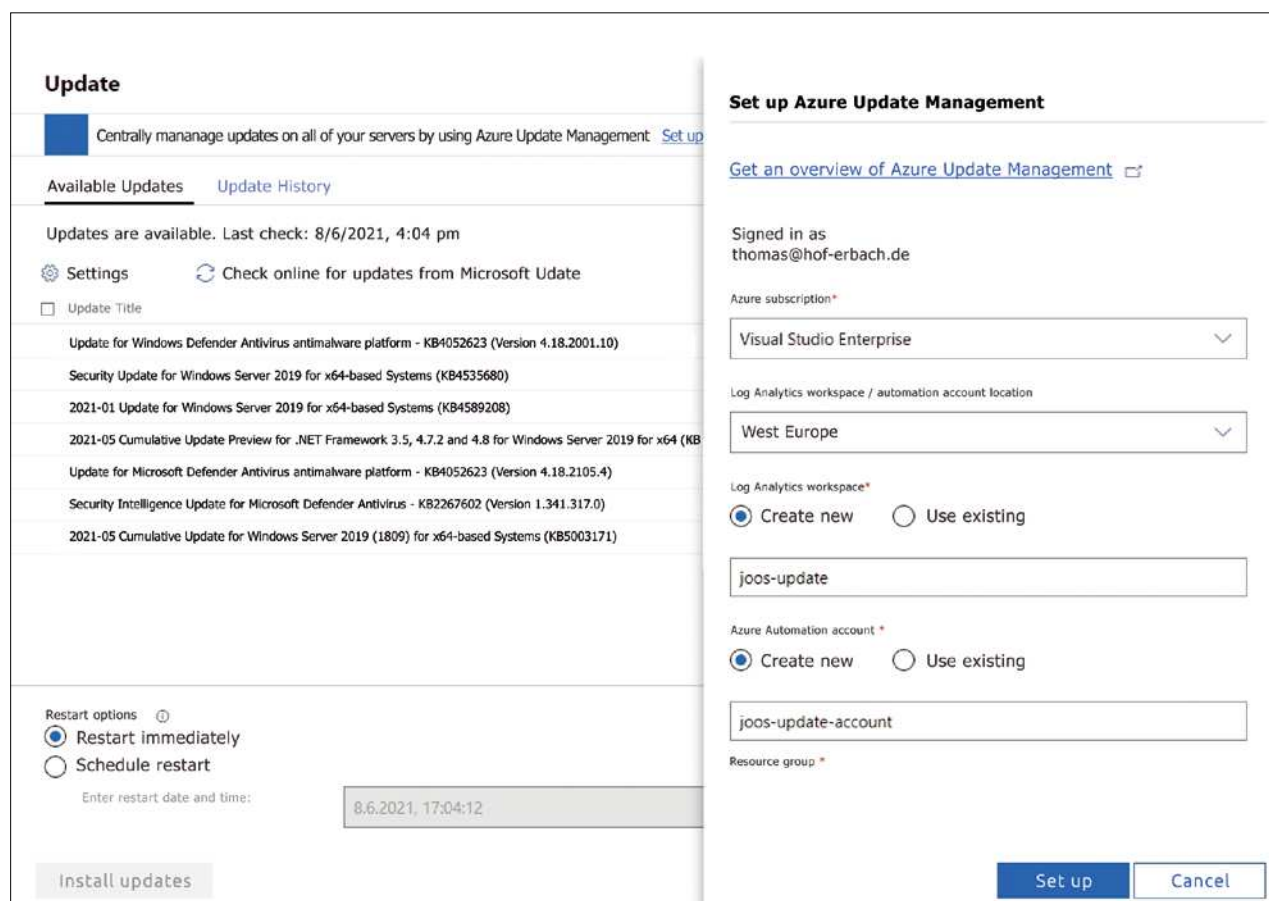 Update
Centrally mananage updates on all of your servers by using Azure Update Management Set up
Available Updates Update History
Updates are available. Last check: 8/6/2021, 4:04 pm
Settings Check online for updates from Microsoft Udate
Update Title
Update for Windows Defender Antivirus antimalware platform - KB4052623 (Version 4.18.2001.10)
Security Update for Windows Server 2019 for x64-based Systems (KB4535680)
2021-01 Update for Windows Server 2019 for x64-based Systems (KB4589208)
2021-05 Cumulative Update Preview for .NET Framework 3.5, 4.7.2 and 4.8 for Windows Server 2019 for x64 (KB
Update for Microsoft Defender Antivirus antimalware platform - KB4052623 (Version 4.18.2105.4)
Security Intelligence Update for Microsoft Defender Antivirus - KB2267602 (Version 1.341.317.0)
2021-05 Cumulative Update for Windows Server 2019 (1809) for x64-based Systems (KB5003171)
Restart options
Restart immediately
Schedule restart
Enter restart date and time:
8.6.2021, 17:04:12
Install updates
Set up Azure Update Management
Get an overview of Azure Update Management
Signed in as
thomas@hof-erbach.de
Azure subscription*
Visual Studio Enterprise
Log Analytics workspace / automation account location
West Europe
Log Analytics workspace*
Create new Use existing
joos-update
Azure Automation account *
Create new Use existing
joos-update-account
Resource group *
Set up Cancel